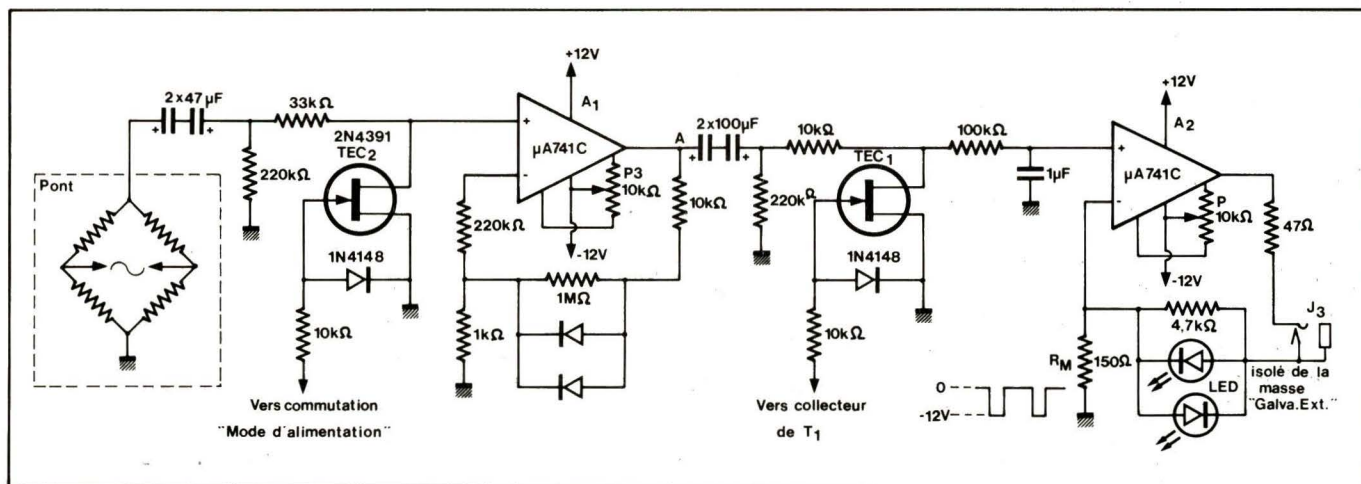 Pont
2x47µF
+ +
220kΩ
33kΩ
2N4391
TEC2
1N4148
10kΩ
Vers commutation
"Mode d'alimentation"
+12V
A1
+
µA741C
-
P3
10kΩ
-12V
220kΩ
1kΩ
1MΩ
A
2x100µF
+ +
10kΩ
220kΩ
10kΩ
TEC1
1N4148
10kΩ
Vers collecteur
de T1
100kΩ
1µF
+12V
A2
+
µA741C
-
P
10kΩ
-12V
47Ω
4,7kΩ
J3
RM
150Ω
LED
isolé de la
masse
"Galva.Ext."
0
-12V